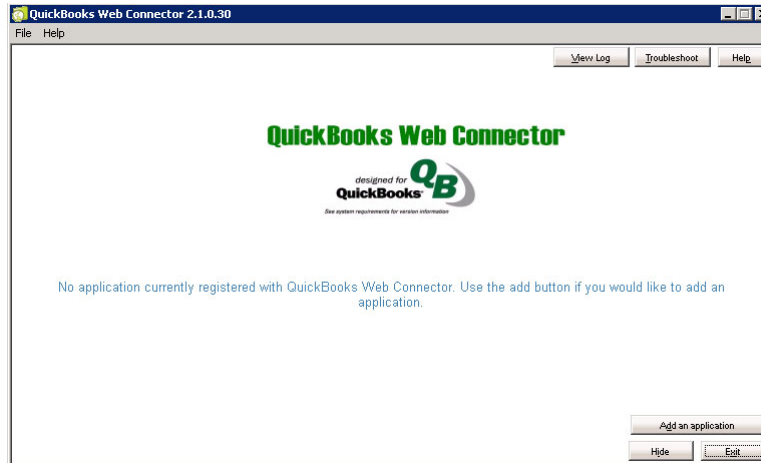 QuickBooks Web Connector 2.1.0.30
File Help
View Log Troubleshoot Help
QuickBooks Web Connector
designed for
QuickBooks
QB
See system requirements for version information
No application currently registered with QuickBooks Web Connector. Use the add button if you would like to add an
application.
Add an application
Hide Exit